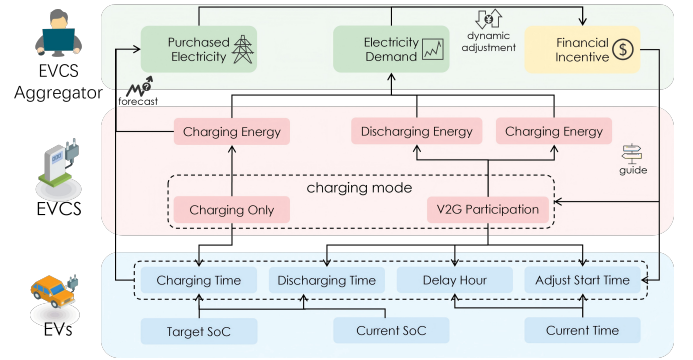 EVCS
Aggregator
Purchased
Electricity
Electricity
Demand
dynamic
adjustment
Financial
Incentive
$
forecast
Charging Energy
Discharging Energy
Charging Energy
EVCS
charging mode
guide
Charging Only
V2G Participation
Charging Time
Discharging Time
Delay Hour
Adjust Start Time
EVs
Target SoC
Current SoC
Current Time